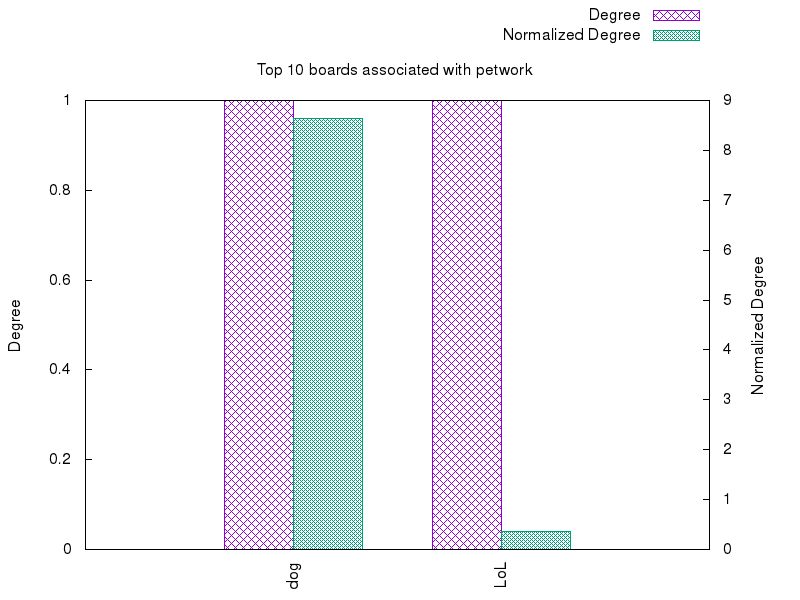 Degree
Normalized Degree
Top 10 boards associated with petwork
1
0.8
0.6
0.4
0.2
0
Degree
9
8
7
6
5
4
3
2
1
0
Normalized Degree
dog
LoL